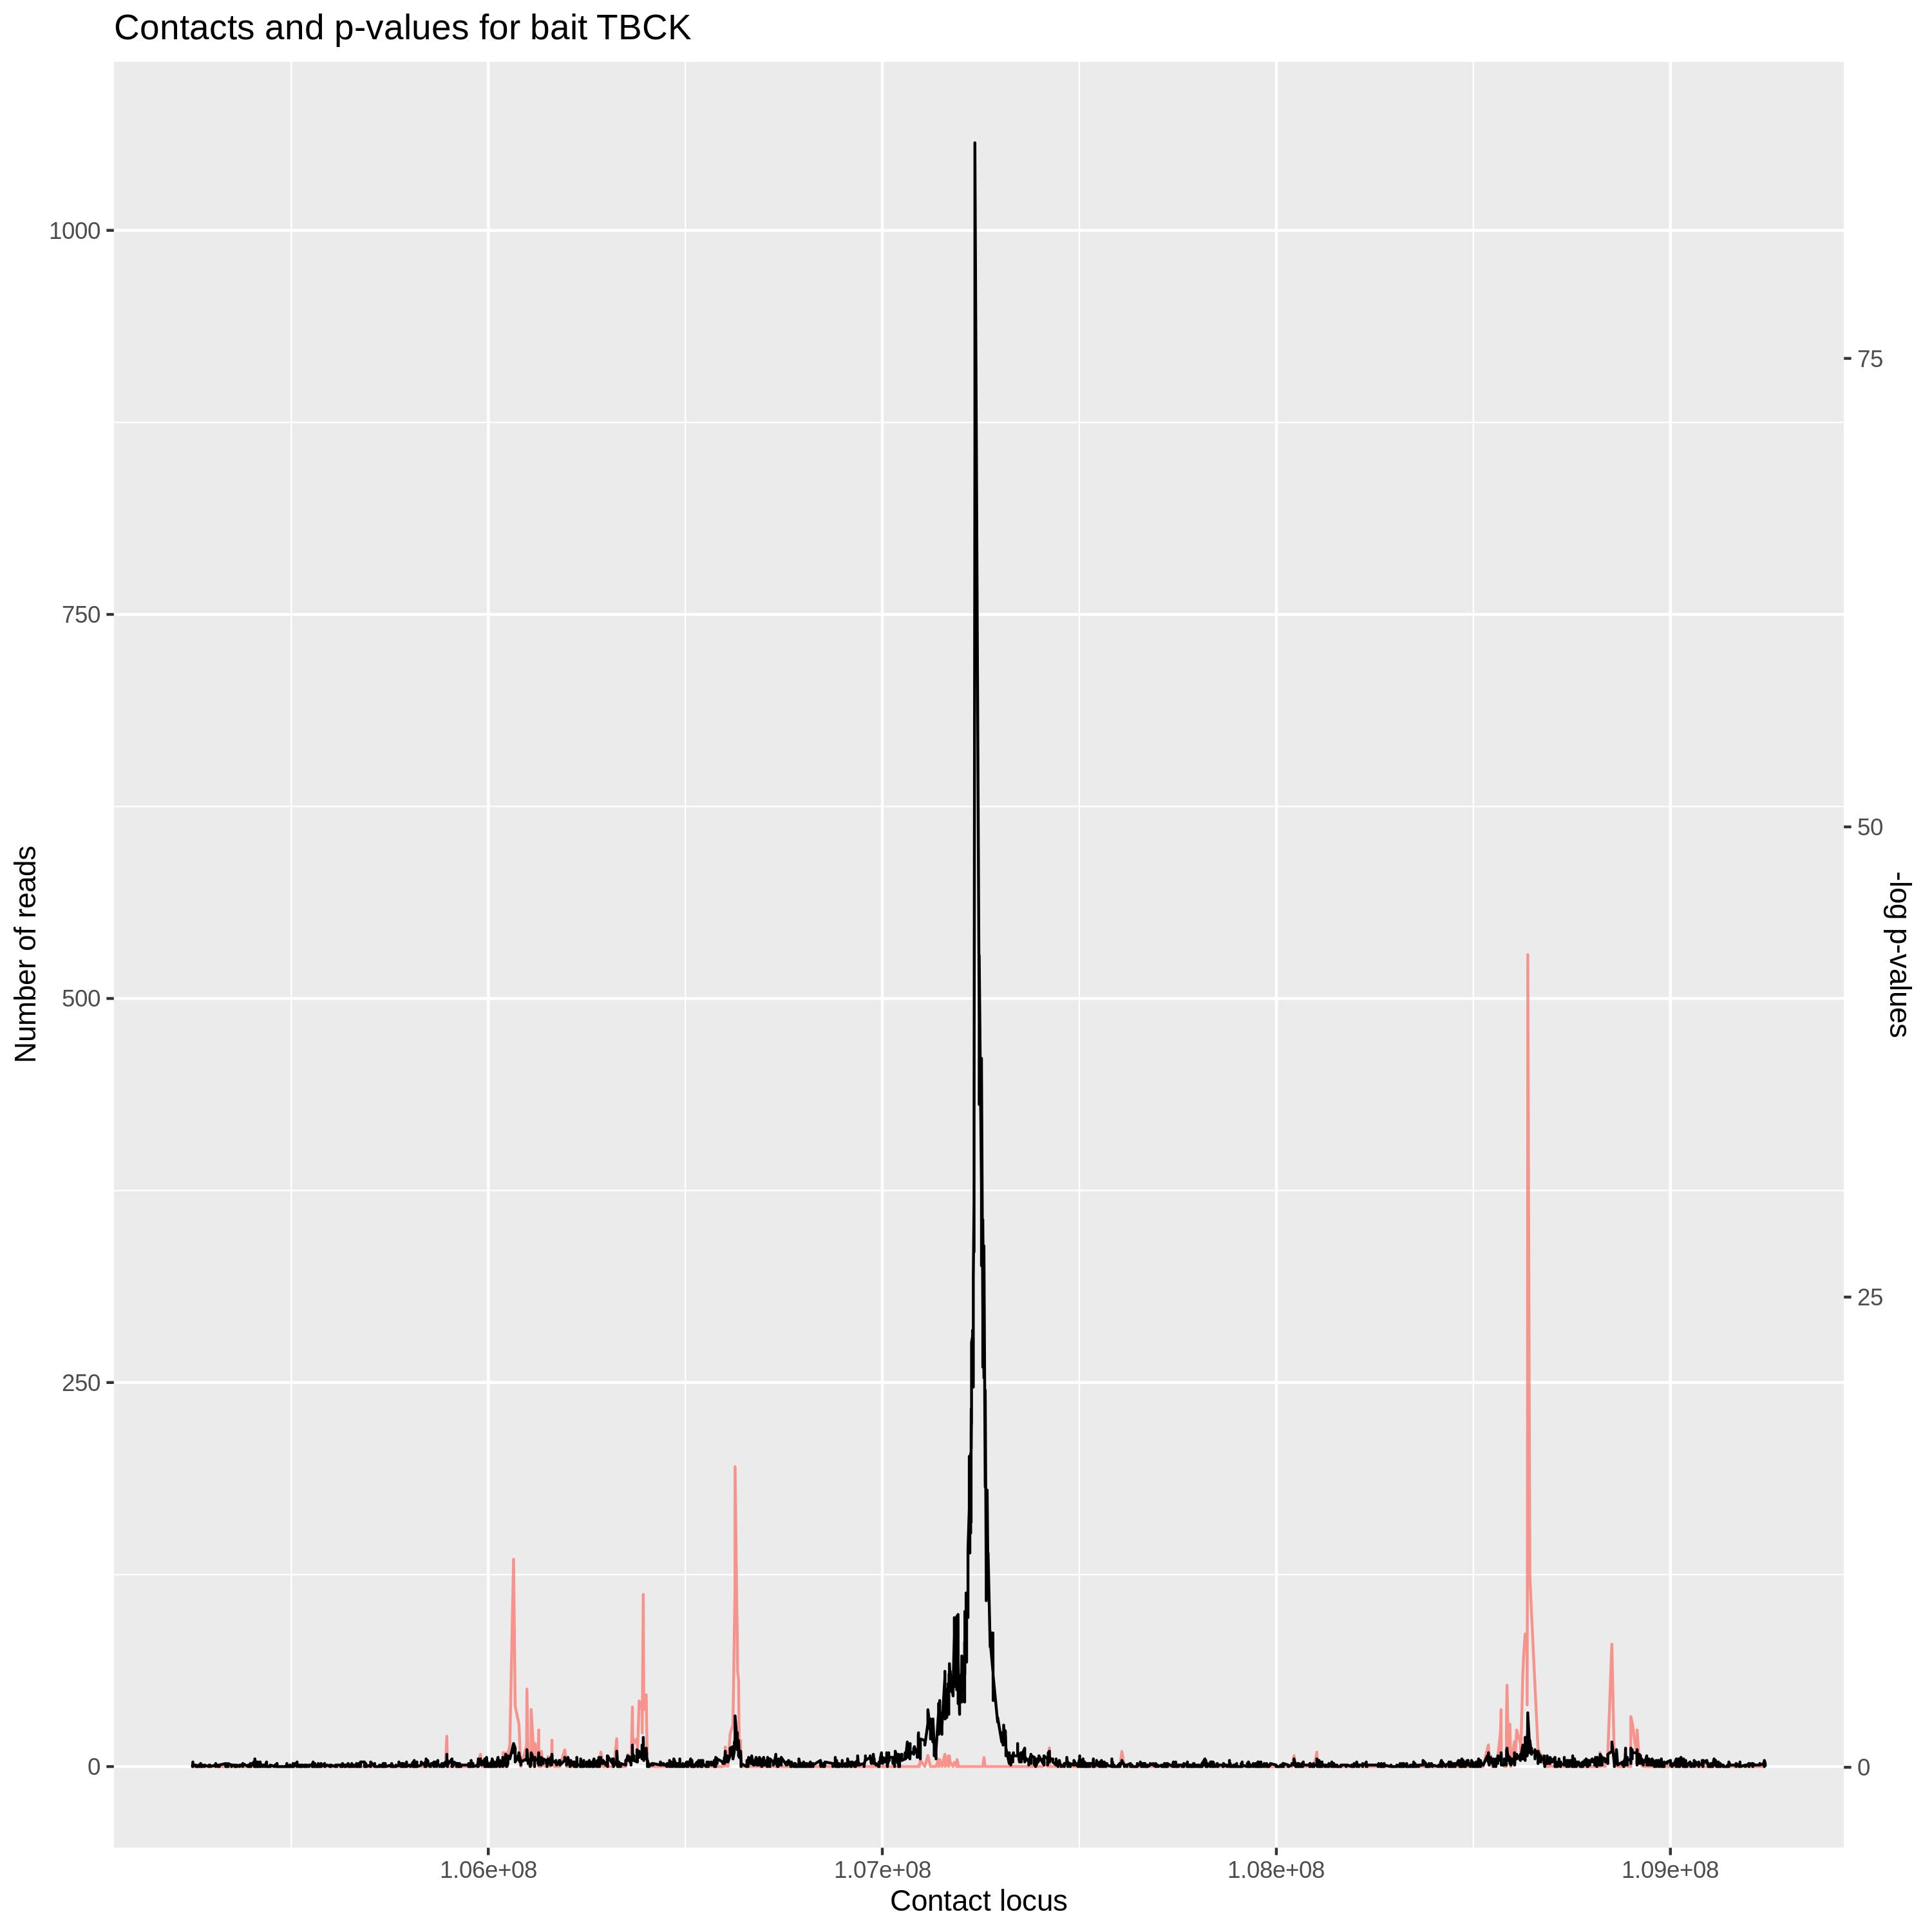 Contacts and p-values for bait TBCK
1000
750
500
250
0
Number of reads
75
50
25
0
-log p-values
1.06e+08
1.07e+08
1.08e+08
1.09e+08
Contact locus